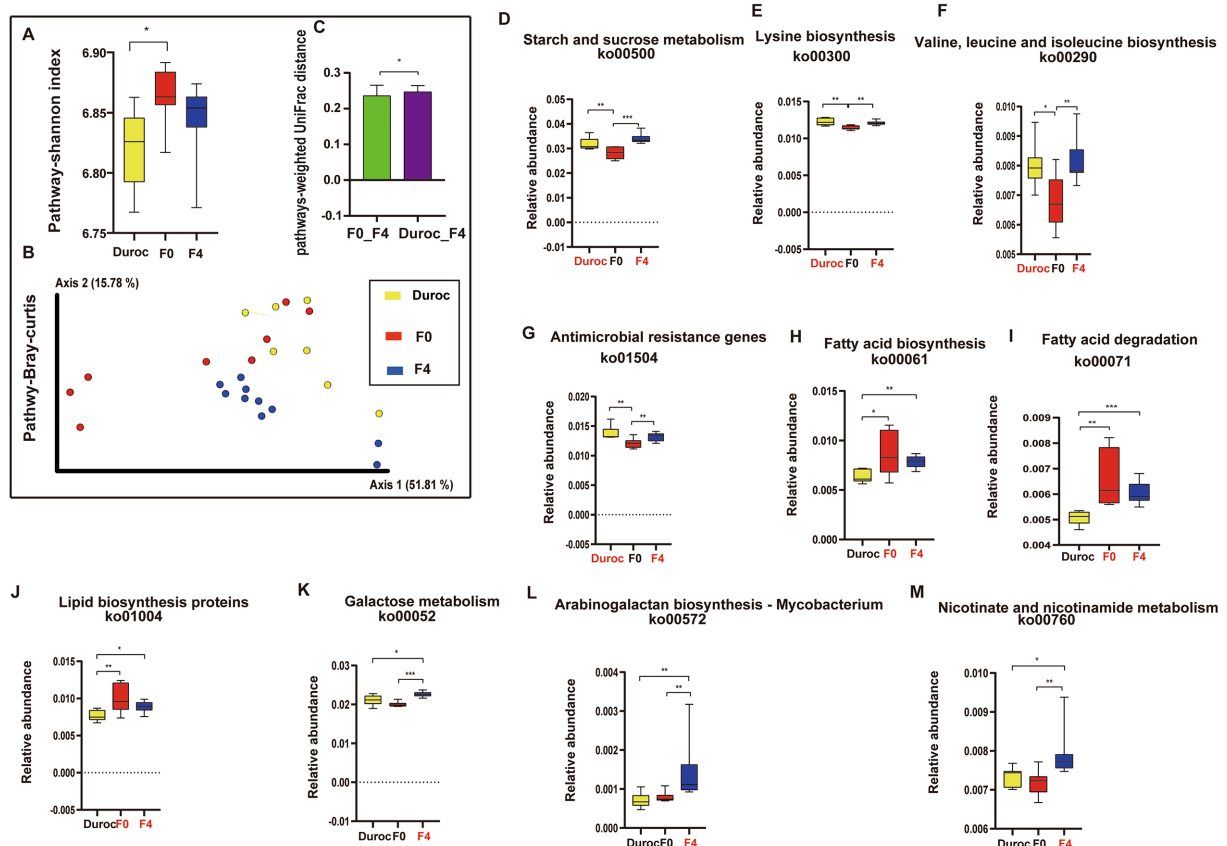 A
Pathway-shannon index
6.90
6.85
6.80
6.75
*
Duroc
F0
F4
C
pathways-weighted UniFrac distance
0.3
0.2
0.1
0.0
-0.1
*
F0_F4
Duroc_F4
B
Pathwy-Bray-curtis
Axis 2 (15.78 %)
Axis 1 (51.81 %)
Duroc
F0
F4
D
Starch and sucrose metabolism
ko00500
Relative abundance
0.05
0.04
0.03
0.02
0.01
0.00
-0.01
**
***
Duroc F0 F4
E
Lysine biosynthesis
ko00300
Relative abundance
0.015
0.010
0.005
0.000
-0.005
** **
Duroc F0 F4
F
Valine, leucine and isoleucine biosynthesis
ko00290
Relative abundance
0.010
0.009
0.008
0.007
0.006
0.005
* **
Duroc F0 F4
G
Antimicrobial resistance genes
ko01504
Relative abundance
0.020
0.015
0.010
0.005
0.000
-0.005
**
**
Duroc F0 F4
H
Fatty acid biosynthesis
ko00061
Relative abundance
0.015
0.010
0.005
0.000
**
*
Duroc F0 F4
I
Fatty acid degradation
ko00071
Relative abundance
0.009
0.008
0.007
0.006
0.005
0.004
***
**
Duroc F0 F4
J
Lipid biosynthesis proteins
ko01004
Relative abundance
0.015
0.010
0.005
0.000
-0.005
*
**
DurocF0 F4
K
Galactose metabolism
ko00052
Relative abundance
0.03
0.02
0.01
0.00
-0.01
*
***
DurocF0 F4
L
Arabinogalactan biosynthesis - Mycobacterium
ko00572
Relative abundance
0.004
0.003
0.002
0.001
0.000
**
**
DurocF0 F4
M
Nicotinate and nicotinamide metabolism
ko00760
Relative abundance
0.010
0.009
0.008
0.007
0.006
*
**
DurocF0 F4